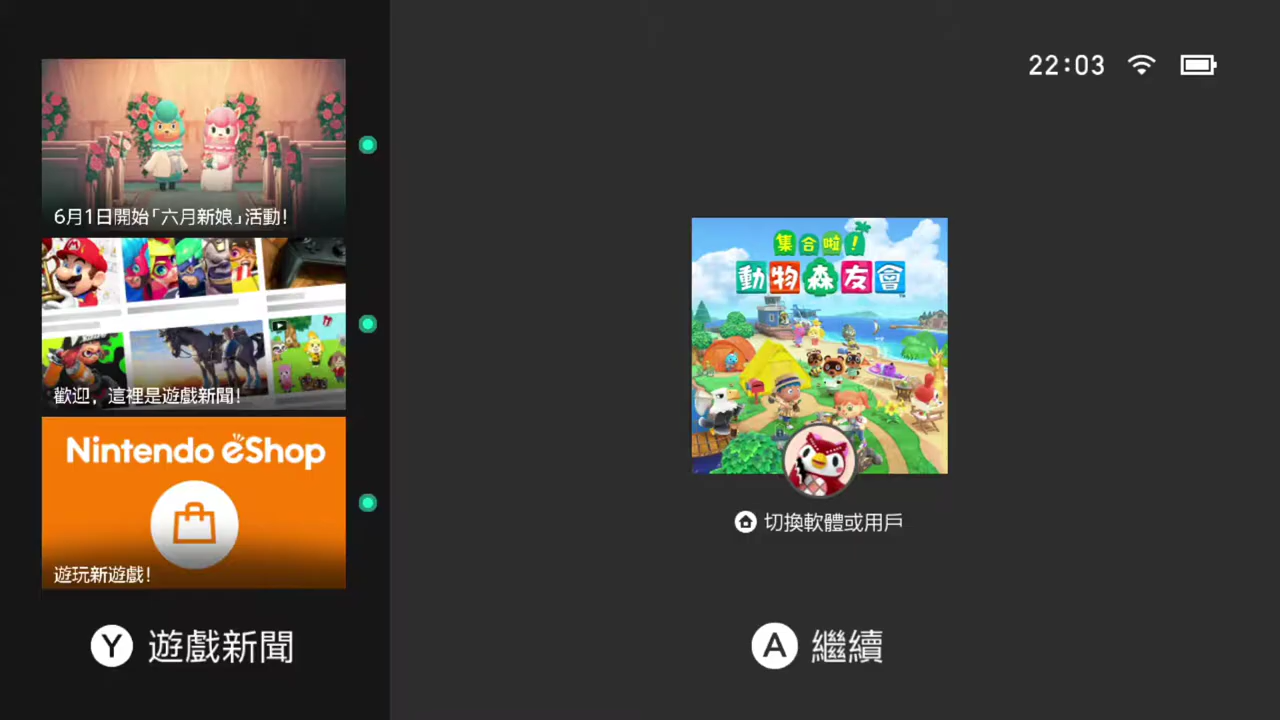 22:03
6月1日開始「六月新娘」活動!
歡迎，這裡是遊戲新聞!
Nintendo eShop
遊玩新遊戲!
Y 遊戲新聞
集合啦!
動物森友會
切換軟體或用戶
A 繼續